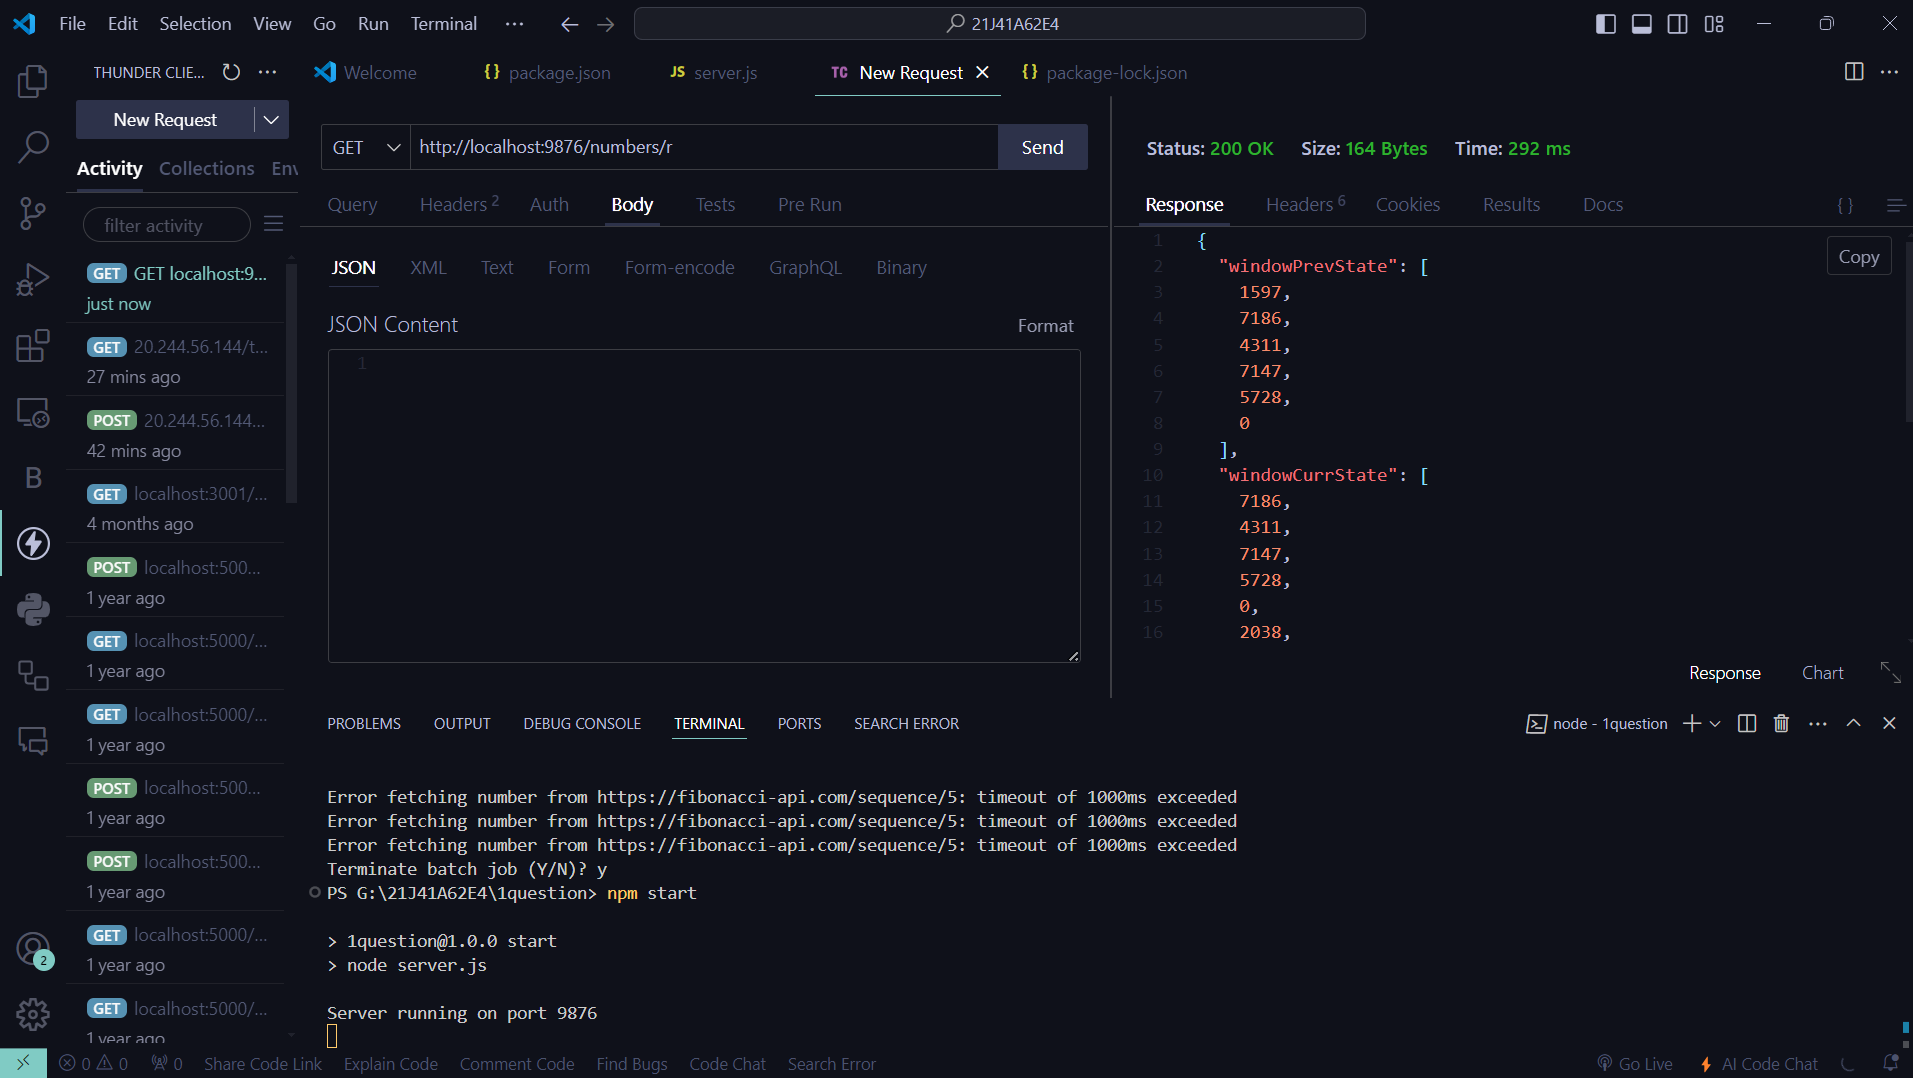 File Edit Selection View Go Run Terminal ···
21J41A62E4
THUNDER CLIE... ···
Welcome
{} package.json
JS server.js
TC New Request
{} package-lock.json
New Request
Activity Collections Env
filter activity
GET GET localhost:9...
just now
GET 20.244.56.144/t...
27 mins ago
POST 20.244.56.144...
42 mins ago
GET localhost:3001/...
4 months ago
POST localhost:500...
1 year ago
GET localhost:5000/...
1 year ago
GET localhost:5000/...
1 year ago
POST localhost:500...
1 year ago
POST localhost:500...
1 year ago
GET localhost:5000/...
1 year ago
GET localhost:5000/...
1 year ago
B
2
GET http://localhost:9876/numbers/r Send
Query Headers 2 Auth Body Tests Pre Run
JSON XML Text Form Form-encode GraphQL Binary
JSON Content Format
1
Status: 200 OK Size: 164 Bytes Time: 292 ms
Response Headers 6 Cookies Results Docs { }
Copy
1 {
2 "windowPrevState": [
3 1597,
4 7186,
5 4311,
6 7147,
7 5728,
8 0
9 ],
10 "windowCurrState": [
11 7186,
12 4311,
13 7147,
14 5728,
15 0,
16 2038,
Response Chart
PROBLEMS OUTPUT DEBUG CONSOLE TERMINAL PORTS SEARCH ERROR
node - 1question
Error fetching number from https://fibonacci-api.com/sequence/5: timeout of 1000ms exceeded
Error fetching number from https://fibonacci-api.com/sequence/5: timeout of 1000ms exceeded
Error fetching number from https://fibonacci-api.com/sequence/5: timeout of 1000ms exceeded
Terminate batch job (Y/N)? y
PS G:\21J41A62E4\1question> npm start
> 1question@1.0.0 start
> node server.js
Server running on port 9876
0 0 0 Share Code Link Explain Code Comment Code Find Bugs Code Chat Search Error
Go Live AI Code Chat